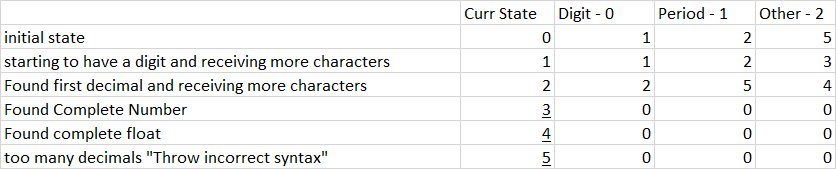 Curr State Digit - 0 Period - 1 Other - 2
initial state 0 1 2 5
starting to have a digit and receiving more characters 1 1 2 3
Found first decimal and receiving more characters 2 2 5 4
Found Complete Number 3 0 0 0
Found complete float 4 0 0 0
too many decimals "Throw incorrect syntax" 5 0 0 0